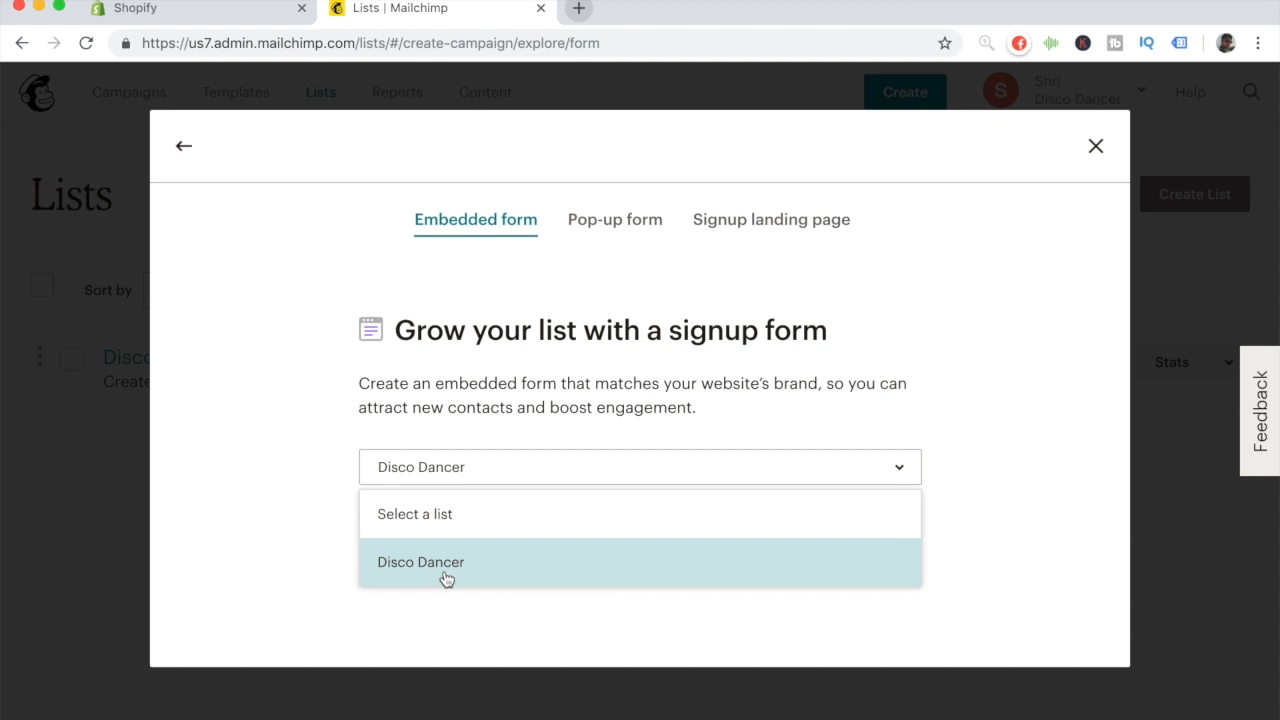 Shopify
Lists | Mailchimp
https://us7.admin.mailchimp.com/lists/#/create-campaign/explore/form
Campaigns
Templates
Lists
Reports
Content
Create
S
Shri
Disco Dancer
Help
Lists
Create List
Embedded form
Pop-up form
Signup landing page
Sort by
Grow your list with a signup form
Disco
Create
Stats
Create an embedded form that matches your website's brand, so you can
attract new contacts and boost engagement.
Feedback
Disco Dancer
Select a list
Disco Dancer